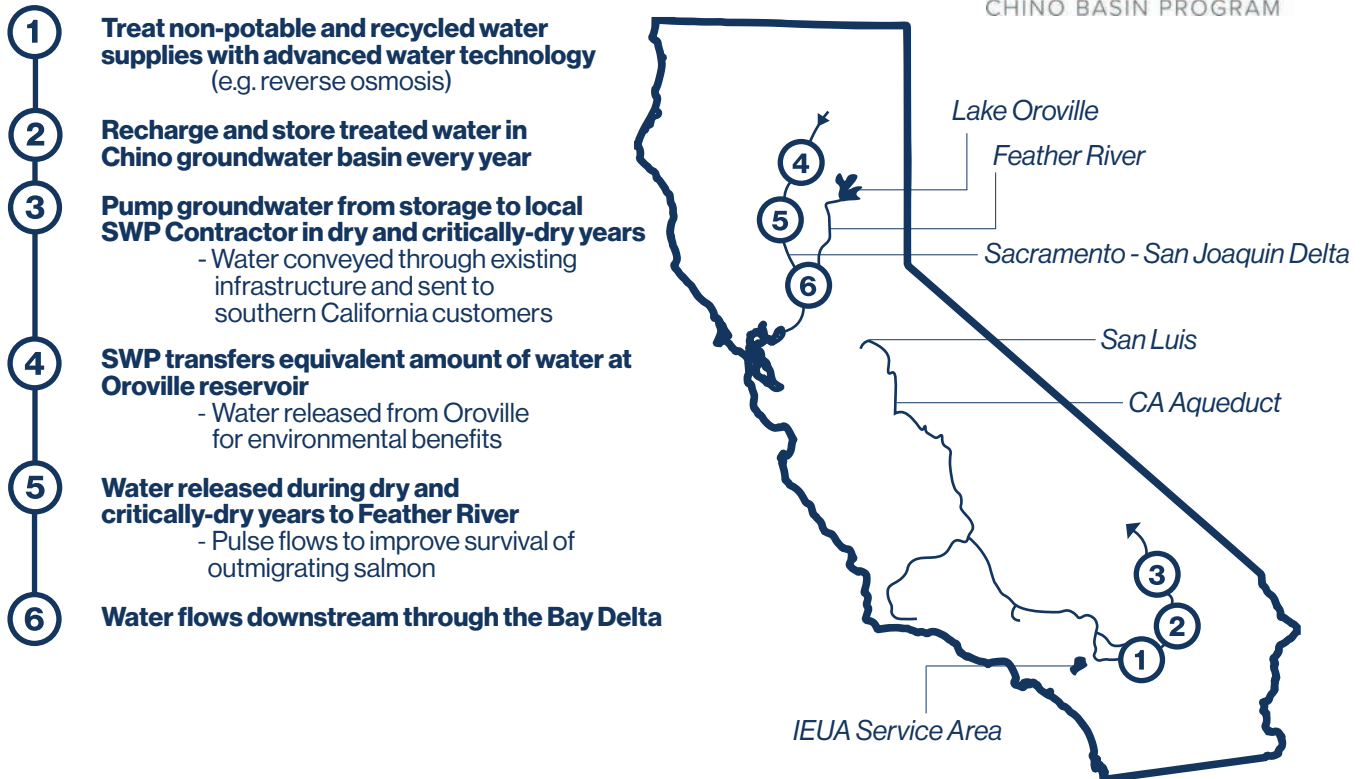 CHINO BASIN PROGRAM
1
Treat non-potable and recycled water
supplies with advanced water technology
(e.g. reverse osmosis)
2
Recharge and store treated water in
Chino groundwater basin every year
3
Pump groundwater from storage to local
SWP Contractor in dry and critically-dry years
- Water conveyed through existing
infrastructure and sent to
southern California customers
4
SWP transfers equivalent amount of water at
Oroville reservoir
- Water released from Oroville
for environmental benefits
5
Water released during dry and
critically-dry years to Feather River
- Pulse flows to improve survival of
outmigrating salmon
6
Water flows downstream through the Bay Delta
Lake Oroville
Feather River
4
5
Sacramento - San Joaquin Delta
6
San Luis
CA Aqueduct
3
2
1
IEUA Service Area